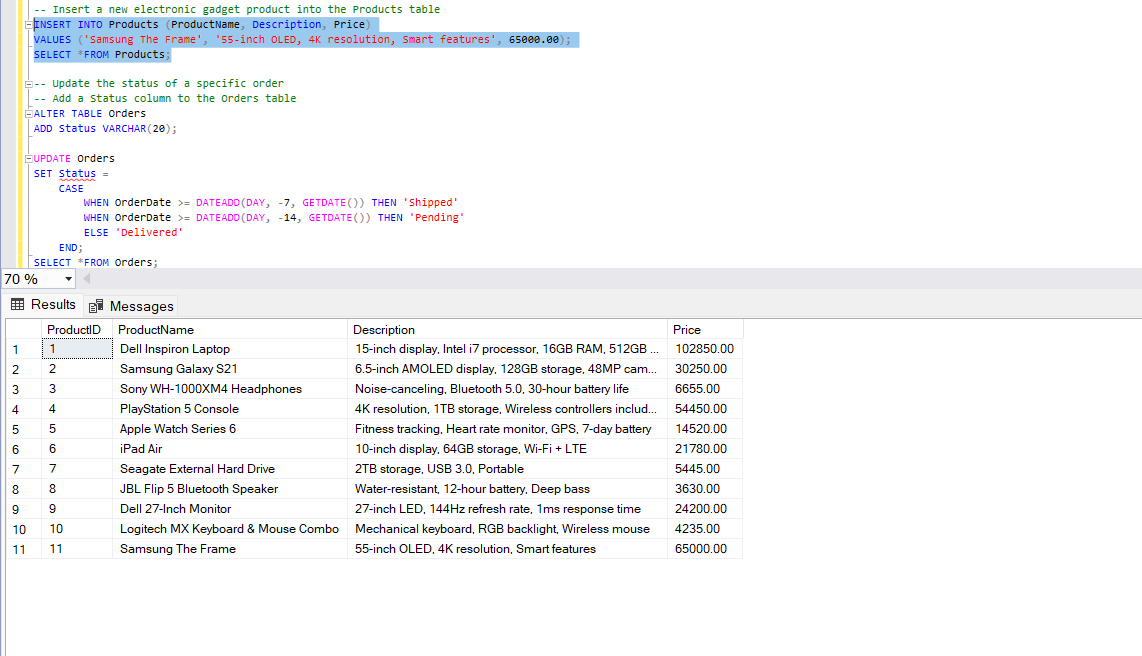 -- Insert a new electronic gadget product into the Products table
INSERT INTO Products (ProductName, Description, Price)
VALUES ('Samsung The Frame', '55-inch OLED, 4K resolution, Smart features', 65000.00);
SELECT *FROM Products;
-- Update the status of a specific order
-- Add a Status column to the Orders table
ALTER TABLE Orders
ADD Status VARCHAR(20);
UPDATE Orders
SET Status =
CASE
WHEN OrderDate >= DATEADD(DAY, -7, GETDATE()) THEN 'Shipped'
WHEN OrderDate >= DATEADD(DAY, -14, GETDATE()) THEN 'Pending'
ELSE 'Delivered'
END;
SELECT *FROM Orders;
70 %
Results Messages
ProductID ProductName Description Price
1 1 Dell Inspiron Laptop 15-inch display, Intel i7 processor, 16GB RAM, 512GB ... 102850.00
2 2 Samsung Galaxy S21 6.5-inch AMOLED display, 128GB storage, 48MP cam... 30250.00
3 3 Sony WH-1000XM4 Headphones Noise-canceling, Bluetooth 5.0, 30-hour battery life 6655.00
4 4 PlayStation 5 Console 4K resolution, 1TB storage, Wireless controllers includ... 54450.00
5 5 Apple Watch Series 6 Fitness tracking, Heart rate monitor, GPS, 7-day battery 14520.00
6 6 iPad Air 10-inch display, 64GB storage, Wi-Fi + LTE 21780.00
7 7 Seagate External Hard Drive 2TB storage, USB 3.0, Portable 5445.00
8 8 JBL Flip 5 Bluetooth Speaker Water-resistant, 12-hour battery, Deep bass 3630.00
9 9 Dell 27-Inch Monitor 27-inch LED, 144Hz refresh rate, 1ms response time 24200.00
10 10 Logitech MX Keyboard & Mouse Combo Mechanical keyboard, RGB backlight, Wireless mouse 4235.00
11 11 Samsung The Frame 55-inch OLED, 4K resolution, Smart features 65000.00